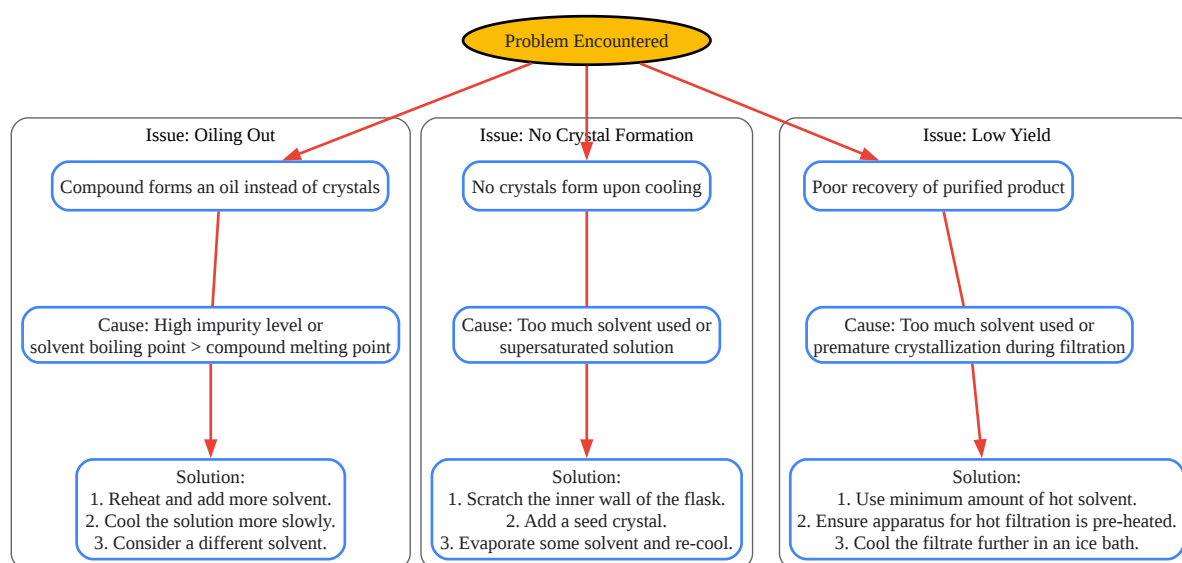 Problem Encountered
Issue: Oiling Out
Compound forms an oil instead of crystals
Cause: High impurity level or
solvent boiling point > compound melting point
Solution:
1. Reheat and add more solvent.
2. Cool the solution more slowly.
3. Consider a different solvent.
Issue: No Crystal Formation
No crystals form upon cooling
Cause: Too much solvent used or
supersaturated solution
Solution:
1. Scratch the inner wall of the flask.
2. Add a seed crystal.
3. Evaporate some solvent and re-cool.
Issue: Low Yield
Poor recovery of purified product
Cause: Too much solvent used or
premature crystallization during filtration
Solution:
1. Use minimum amount of hot solvent.
2. Ensure apparatus for hot filtration is pre-heated.
3. Cool the filtrate further in an ice bath.